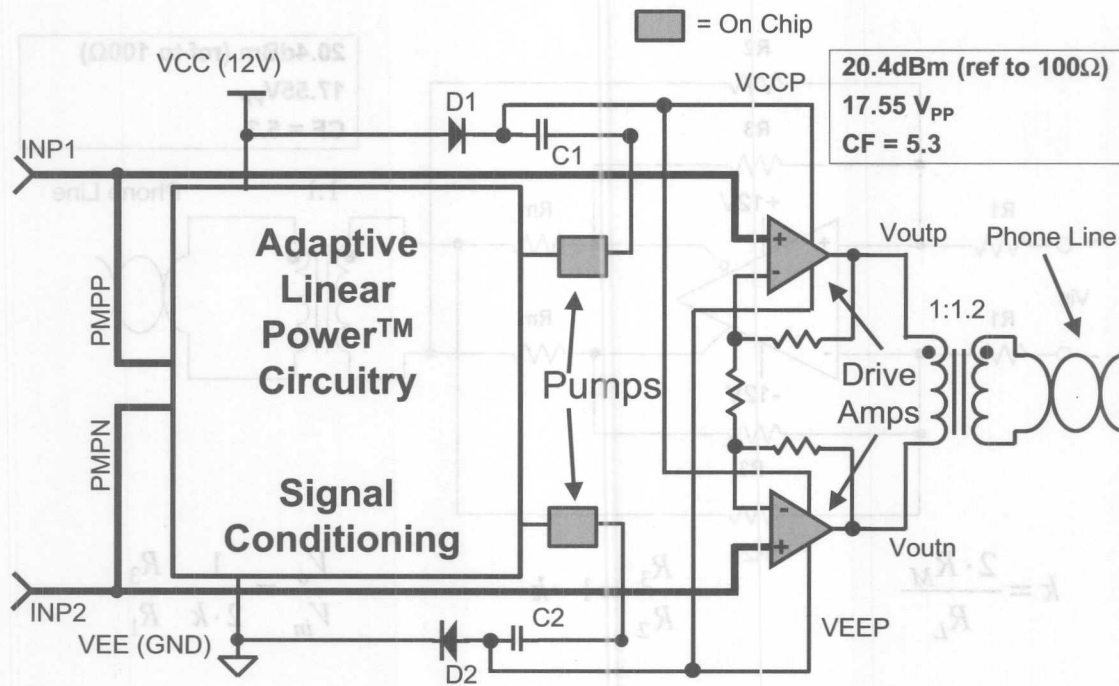 = On Chip
VCC (12V)
D1
C1
VCCP
20.4dBm (ref to 100Ω)
17.55 VPP
CF = 5.3
INP1
Adaptive
Linear
Power™
Circuitry
Signal
Conditioning
PMPP
PMPN
Pumps
Voutp
Phone Line
1:1.2
Drive
Amps
Voutn
INP2
VEE (GND)
D2
C2
VEEP
+
-
-
+